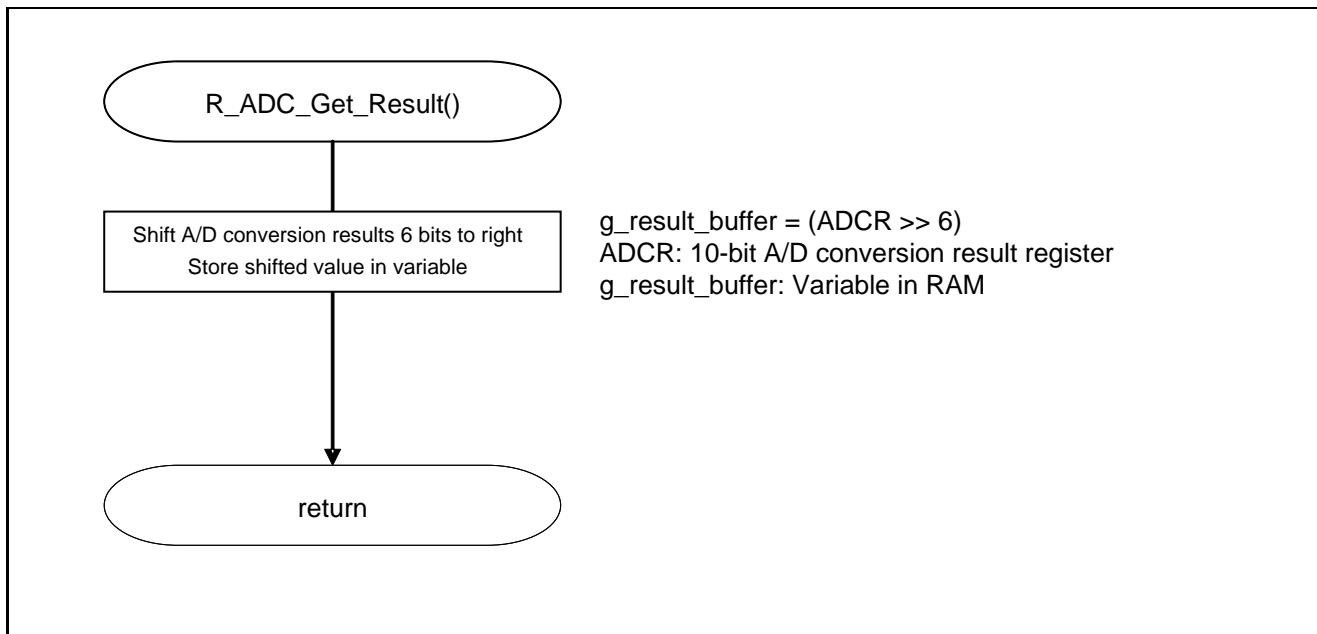 R_ADC_Get_Result()
Shift A/D conversion results 6 bits to right
Store shifted value in variable
g_result_buffer = (ADCR >> 6)
ADCR: 10-bit A/D conversion result register
g_result_buffer: Variable in RAM
return